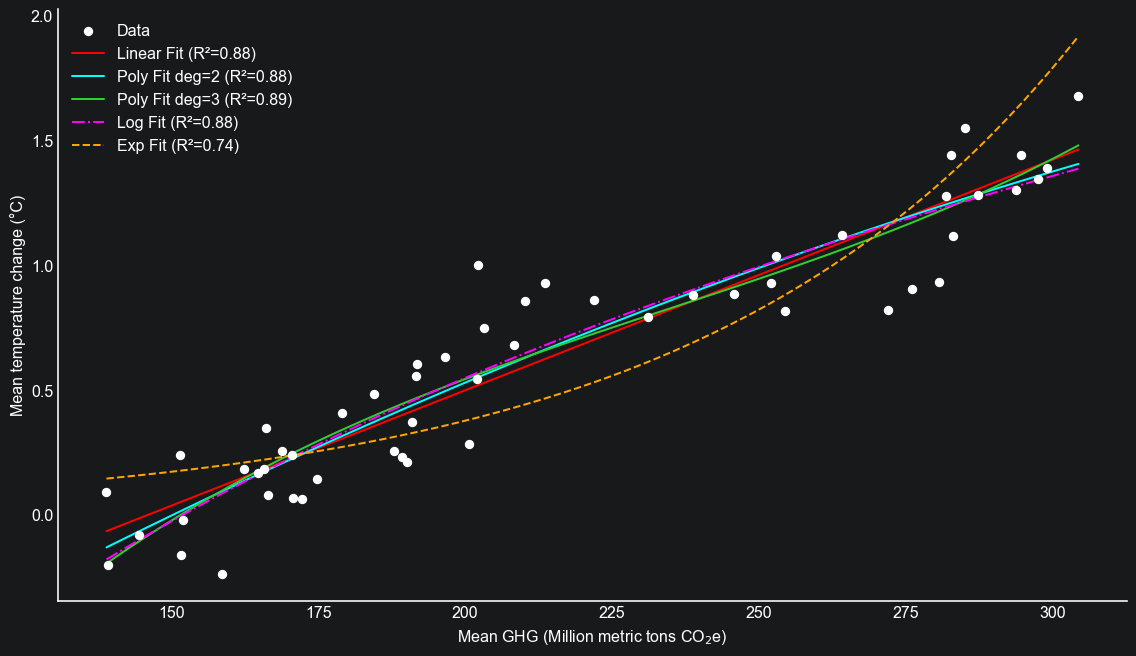 Data
Linear Fit (R²=0.88)
Poly Fit deg=2 (R²=0.88)
Poly Fit deg=3 (R²=0.89)
Log Fit (R²=0.88)
Exp Fit (R²=0.74)
Mean temperature change (°C)
2.0
1.5
1.0
0.5
0.0
150 175 200 225 250 275 300
Mean GHG (Million metric tons CO₂e)